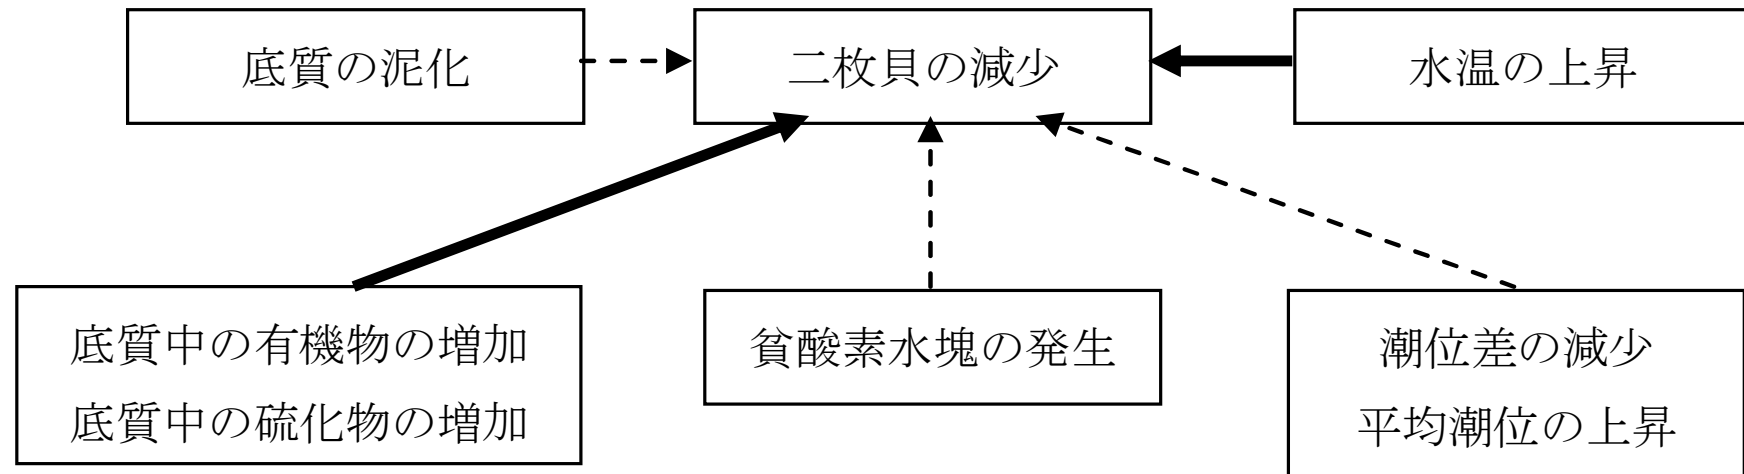 底質の泥化
二枚貝の減少
水温の上昇
底質中の有機物の増加
底質中の硫化物の増加
貧酸素水塊の発生
潮位差の減少
平均潮位の上昇